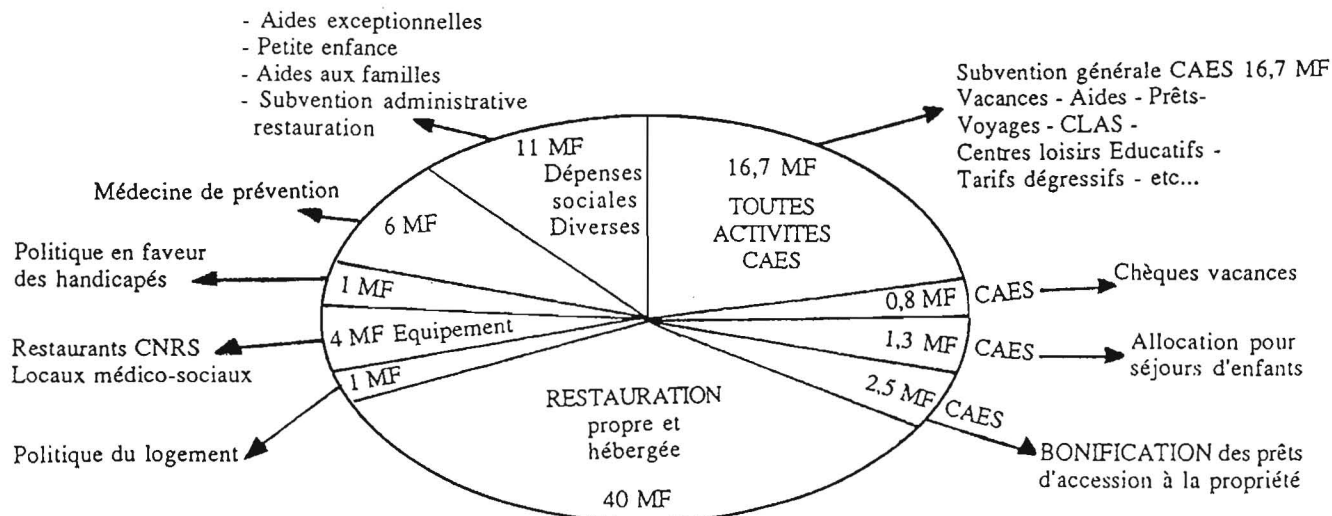 - Aides exceptionnelles
- Petite enfance
- Aides aux familles
- Subvention administrative
restauration
Subvention générale CAES 16,7 MF
Vacances - Aides - Prêts-
Voyages - CLAS -
Centres loisirs Educatifs -
Tarifs dégressifs - etc...
11 MF
Dépenses
sociales
Diverses
16,7 MF
TOUTES
ACTIVITES
CAES
Médecine de prévention
6 MF
Politique en faveur
des handicapés
1 MF
0,8 MF CAES
Chèques vacances
Restaurants CNRS
Locaux médico-sociaux
4 MF Equipement
1,3 MF CAES
Allocation pour
séjours d'enfants
1 MF
2,5 MF CAES
Politique du logement
RESTAURATION
propre et
hébergée
40 MF
BONIFICATION des prêts
d'accession à la propriété